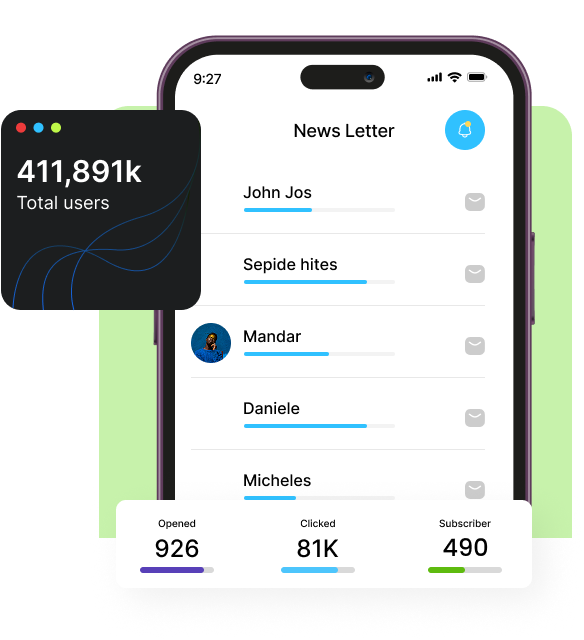 9:27
News Letter
411,891k
Total users
John Jos
Sepide hites
Mandar
Daniele
Micheles
Opened
Clicked
Subscriber
926
81K
490